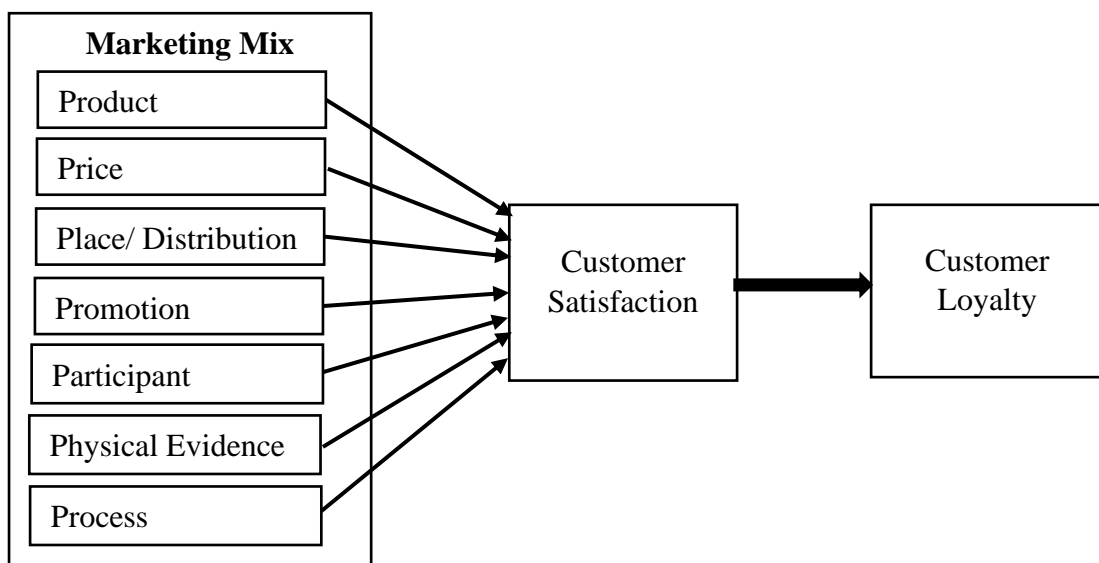 Marketing Mix
Product
Price
Place/ Distribution
Promotion
Participant
Physical Evidence
Process
Customer
Satisfaction
Customer
Loyalty